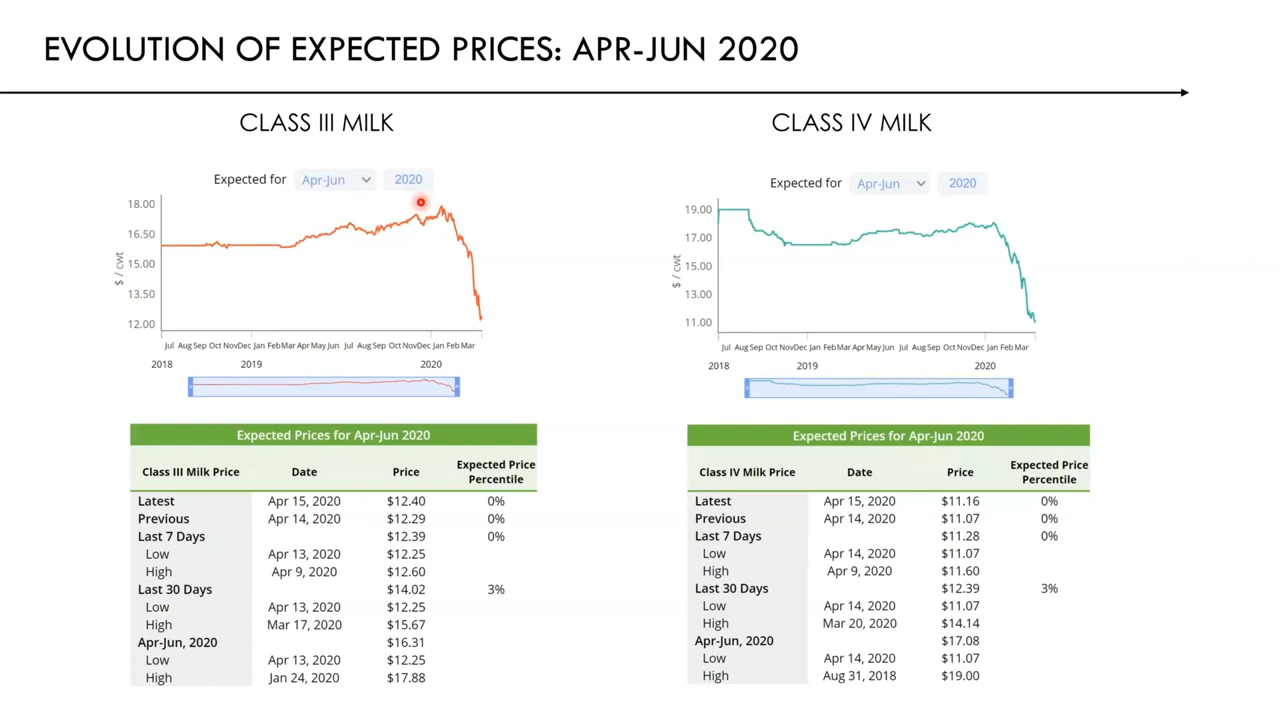 EVOLUTION OF EXPECTED PRICES: APR-JUN 2020
CLASS III MILK
Expected for Apr-Jun 2020
18.00
16.50
15.00
13.50
12.00
$ / cwt
Jul Aug Sep Oct Nov Dec Jan Feb Mar Apr May Jun Jul Aug Sep Oct Nov Dec Jan Feb Mar
2018 2019 2020
Expected Prices for Apr-Jun 2020
Class III Milk Price Date Price Expected Price Percentile
Latest Apr 15, 2020 $12.40 0%
Previous Apr 14, 2020 $12.29 0%
Last 7 Days $12.39 0%
Low Apr 13, 2020 $12.25
High Apr 9, 2020 $12.60
Last 30 Days $14.02 3%
Low Apr 13, 2020 $12.25
High Mar 17, 2020 $15.67
Apr-Jun, 2020 $16.31
Low Apr 13, 2020 $12.25
High Jan 24, 2020 $17.88
CLASS IV MILK
Expected for Apr-Jun 2020
19.00
17.00
15.00
13.00
11.00
$ / cwt
Jul Aug Sep Oct Nov Dec Jan Feb Mar Apr May Jun Jul Aug Sep Oct Nov Dec Jan Feb Mar
2018 2019 2020
Expected Prices for Apr-Jun 2020
Class IV Milk Price Date Price Expected Price Percentile
Latest Apr 15, 2020 $11.16 0%
Previous Apr 14, 2020 $11.07 0%
Last 7 Days $11.28 0%
Low Apr 14, 2020 $11.07
High Apr 9, 2020 $11.60
Last 30 Days $12.39 3%
Low Apr 14, 2020 $11.07
High Mar 20, 2020 $14.14
Apr-Jun, 2020 $17.08
Low Apr 14, 2020 $11.07
High Aug 31, 2018 $19.00